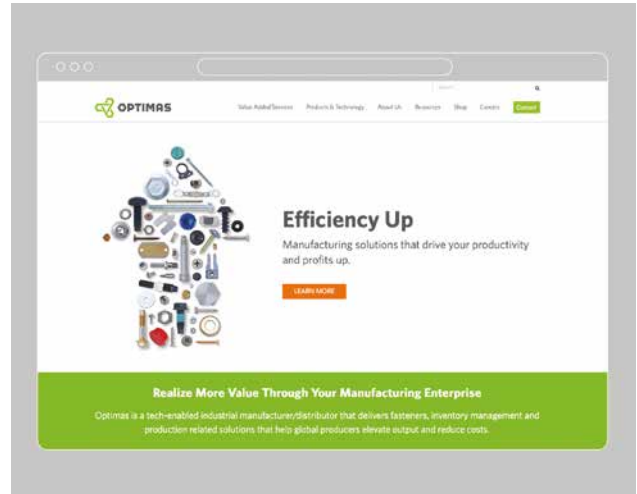 OPTIMAS
Value Added Services Products & Technology About Us Resources Blog Careers Contact
Efficiency Up
Manufacturing solutions that drive your productivity
and profits up.
LEARN MORE
Realize More Value Through Your Manufacturing Enterprise
Optimas is a tech-enabled industrial manufacturer/distributor that delivers fasteners, inventory management and
production related solutions that help global producers elevate output and reduce costs.